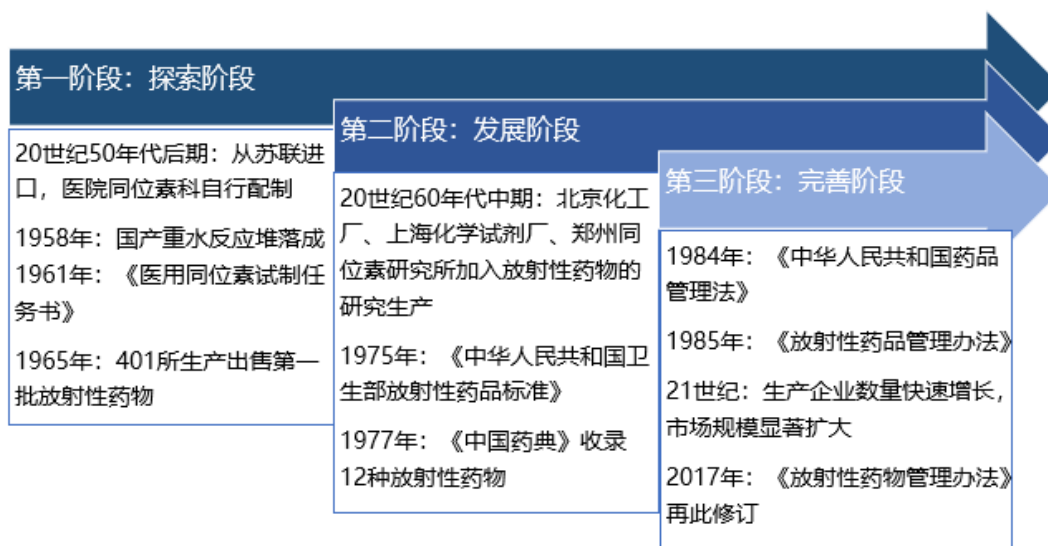 第一阶段：探索阶段
20世纪50年代后期：从苏联进
口，医院同位素科自行配制
1958年：国产重水反应堆落成
1961年：《医用同位素试制任
务书》
1965年：401所生产出售第一
批放射性药物
第二阶段：发展阶段
20世纪60年代中期：北京化工
厂、上海化学试剂厂、郑州同
位素研究所加入放射性药物的
研究生产
1975年：《中华人民共和国卫
生部放射性药品标准》
1977年：《中国药典》收录
12种放射性药物
第三阶段：完善阶段
1984年：《中华人民共和国药品
管理法》
1985年：《放射性药品管理办法》
21世纪：生产企业数量快速增长，
市场规模显著扩大
2017年：《放射性药物管理办法》
再此修订